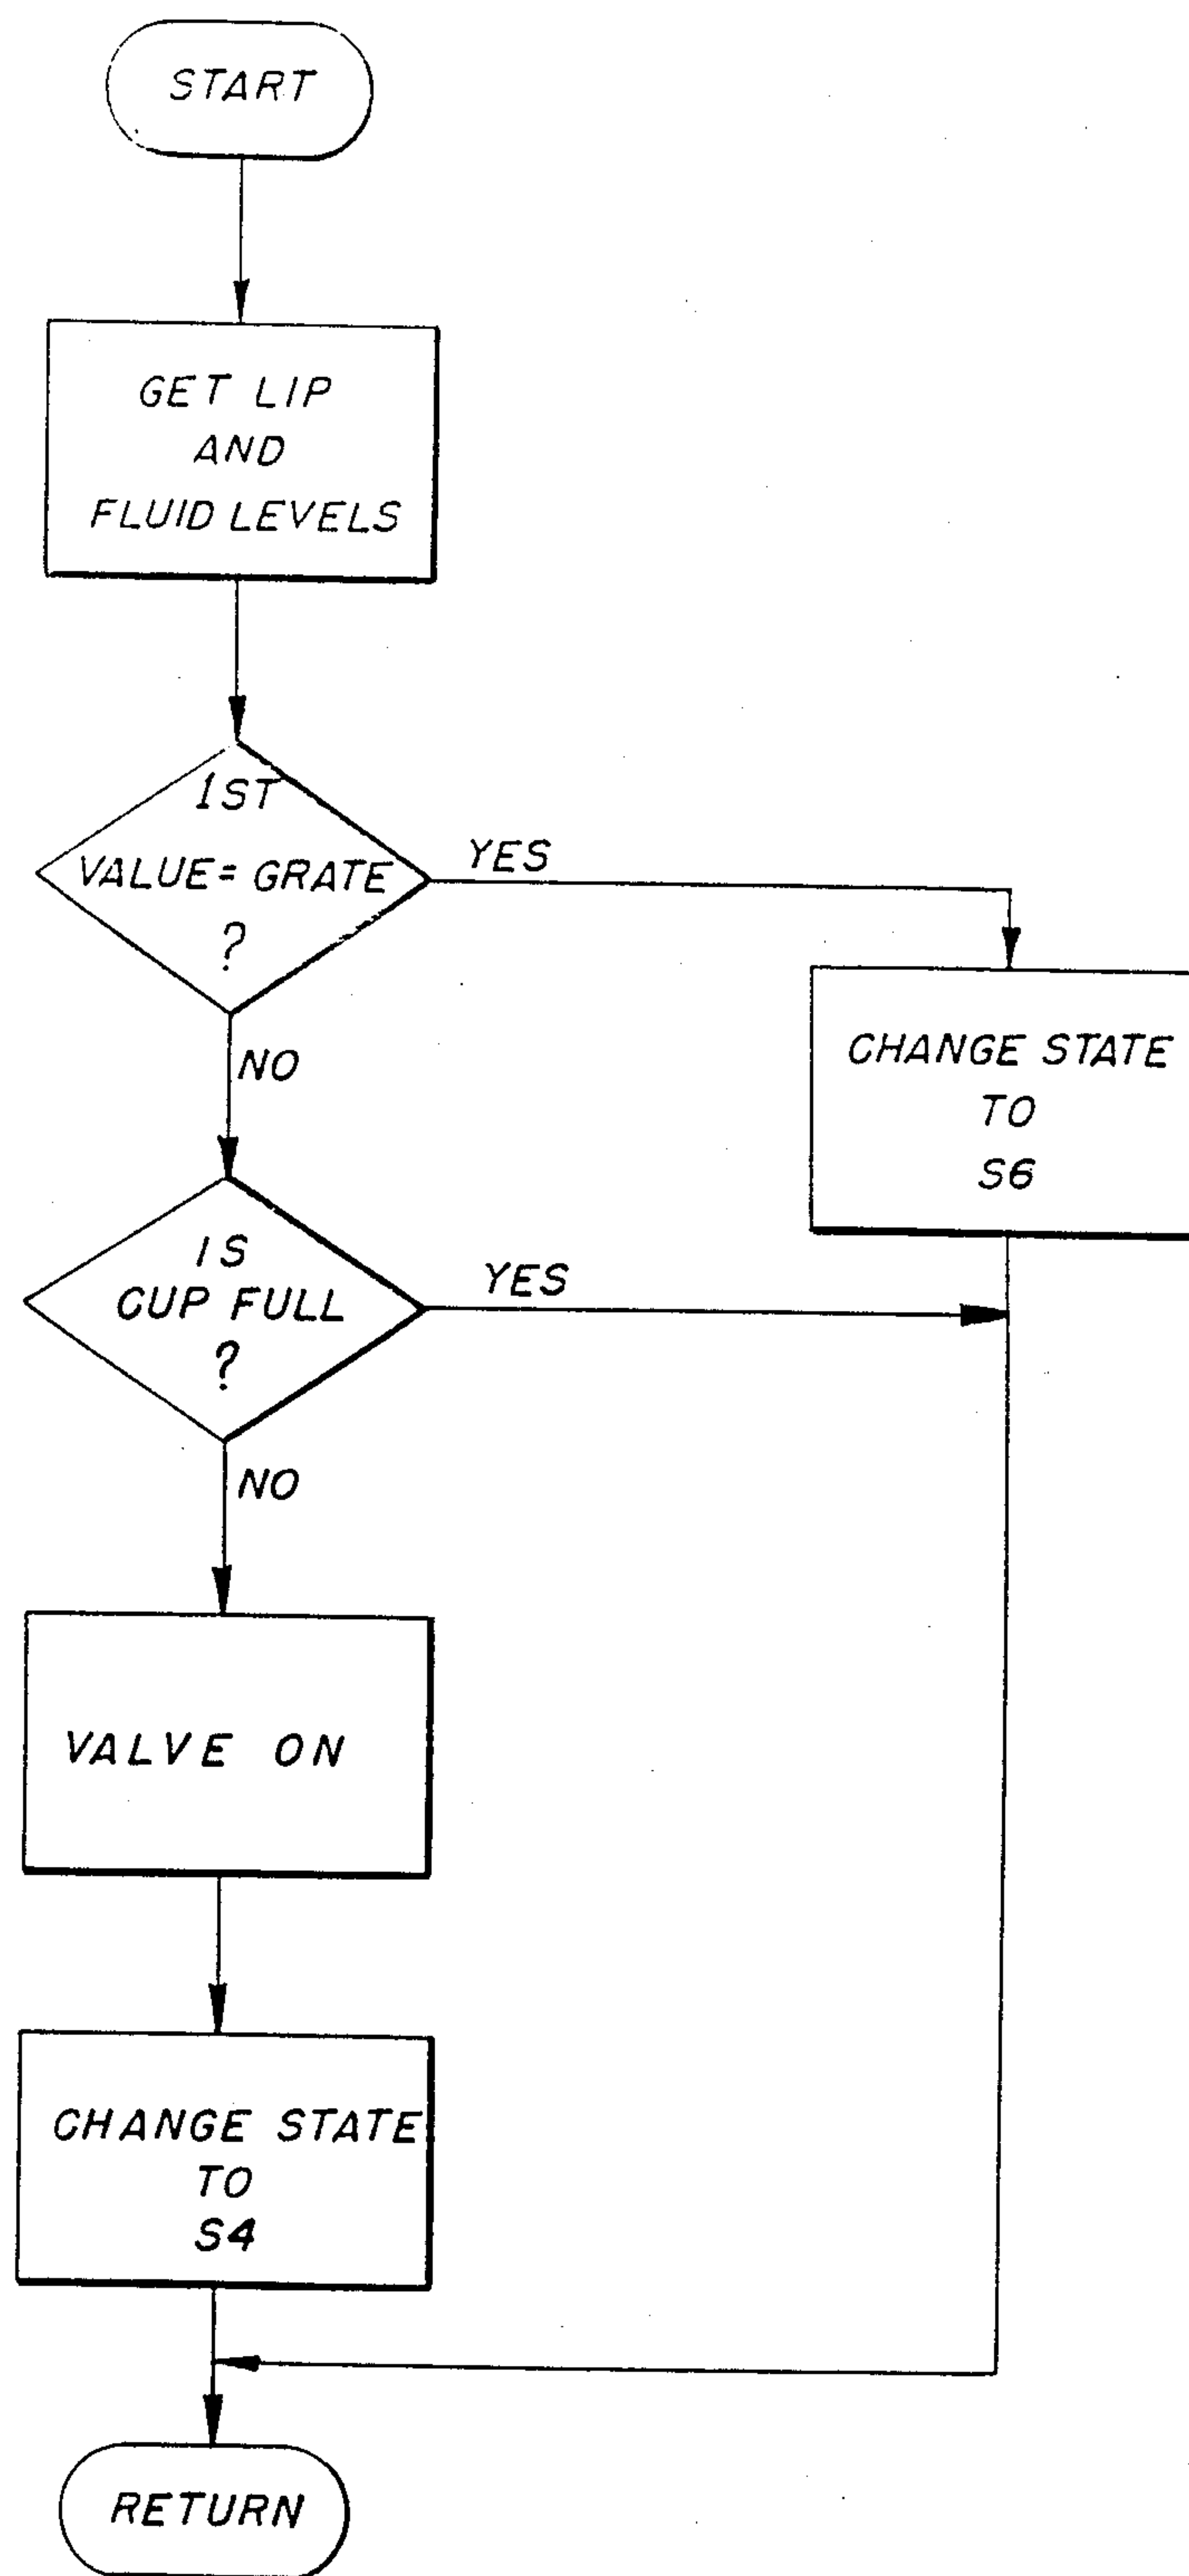 START
GET LIP
AND
FLUID LEVELS
1ST
VALUE= GRATE
?
YES
NO
CHANGE STATE
TO
S6
IS
CUP FULL
?
YES
NO
VALVE ON
CHANGE STATE
TO
S4
RETURN